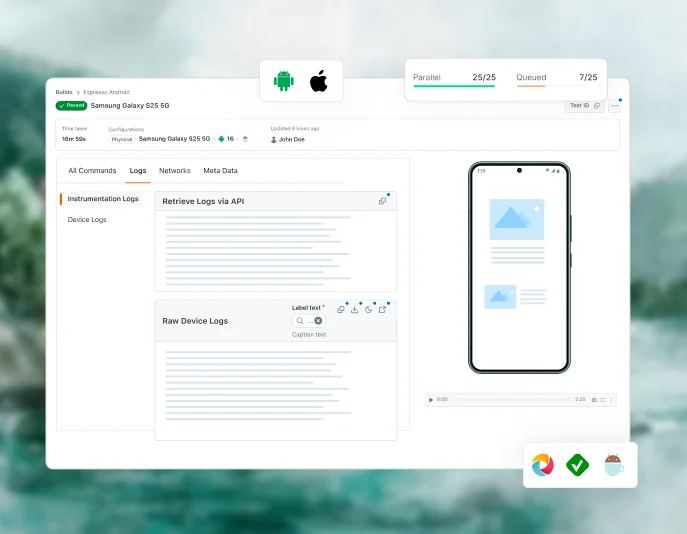 Parallel 25/25 Queued 7/25
Builds > Espresso Android
Passed Samsung Galaxy S25 5G
Test ID
Time taken Configurations Updated 6 hours ago
16m 59s Physical Samsung Galaxy S25 5G 16 John Doe
All Commands Logs Networks Meta Data
Instrumentation Logs
Device Logs
Retrieve Logs via API
Raw Device Logs
Label text *
...
Caption text
0:00 3:25